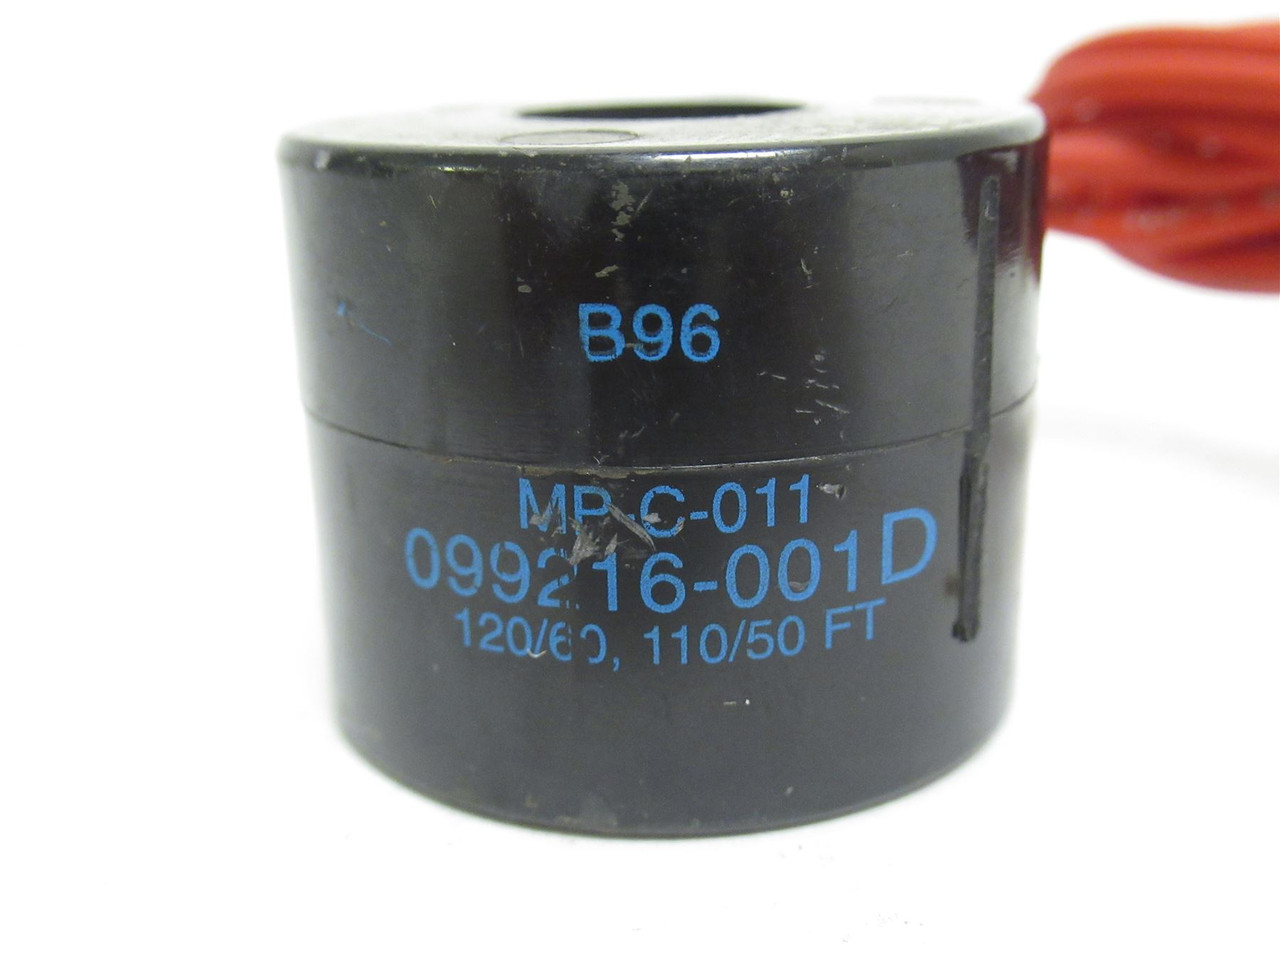 B96
MP-C-011
099216-001D
120/60, 110/50 FT